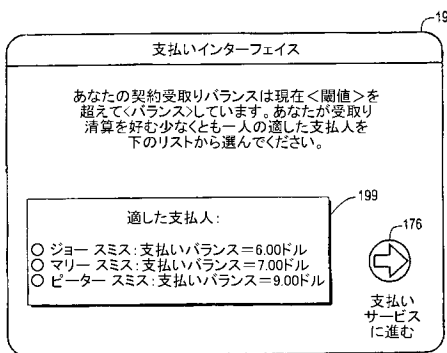 支払いインターフェイス
あなたの契約受取りバランスは現在<閾値>を
超えて<バランス>しています。あなたが受取り
清算を好む少なくとも一人の適した支払人を
下のリストから選んでください。
199
適した支払人:
ジョー スミス:支払いバランス=6.00ドル
マリー スミス:支払いバランス=7.00ドル
ピーター スミス:支払いバランス=9.00ドル
176
支払い
サービス
に進む